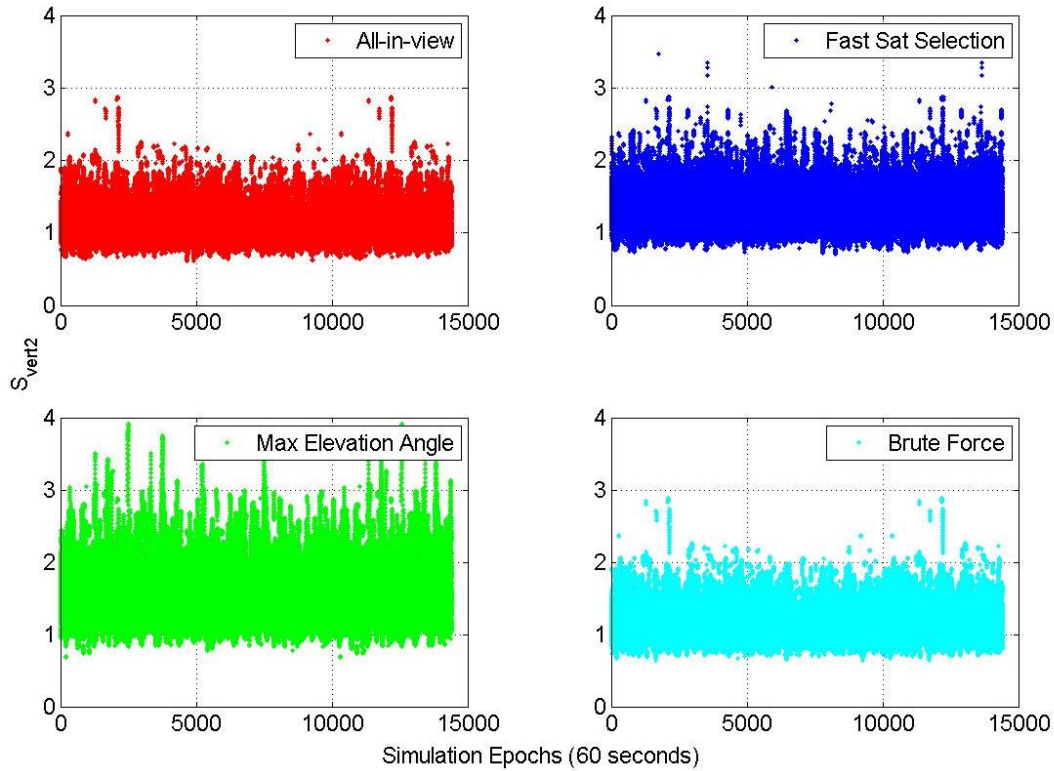 All-in-view
4
3
2
1
0
0 5000 10000 15000
Fast Sat Selection
4
3
2
1
0
0 5000 10000 15000
S_vert2
Max Elevation Angle
4
3
2
1
0
0 5000 10000 15000
Brute Force
4
3
2
1
0
0 5000 10000 15000
Simulation Epochs (60 seconds)